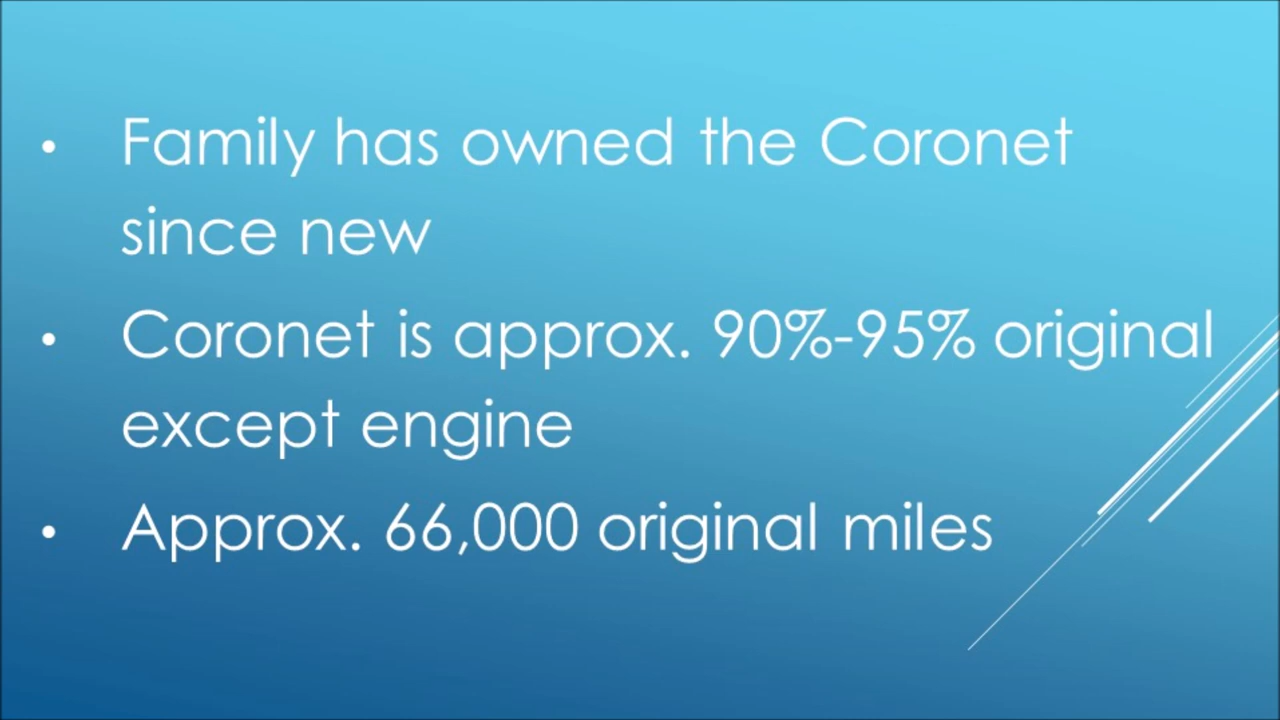 • Family has owned the Coronet
since new
• Coronet is approx. 90%-95% original
except engine
• Approx. 66,000 original miles